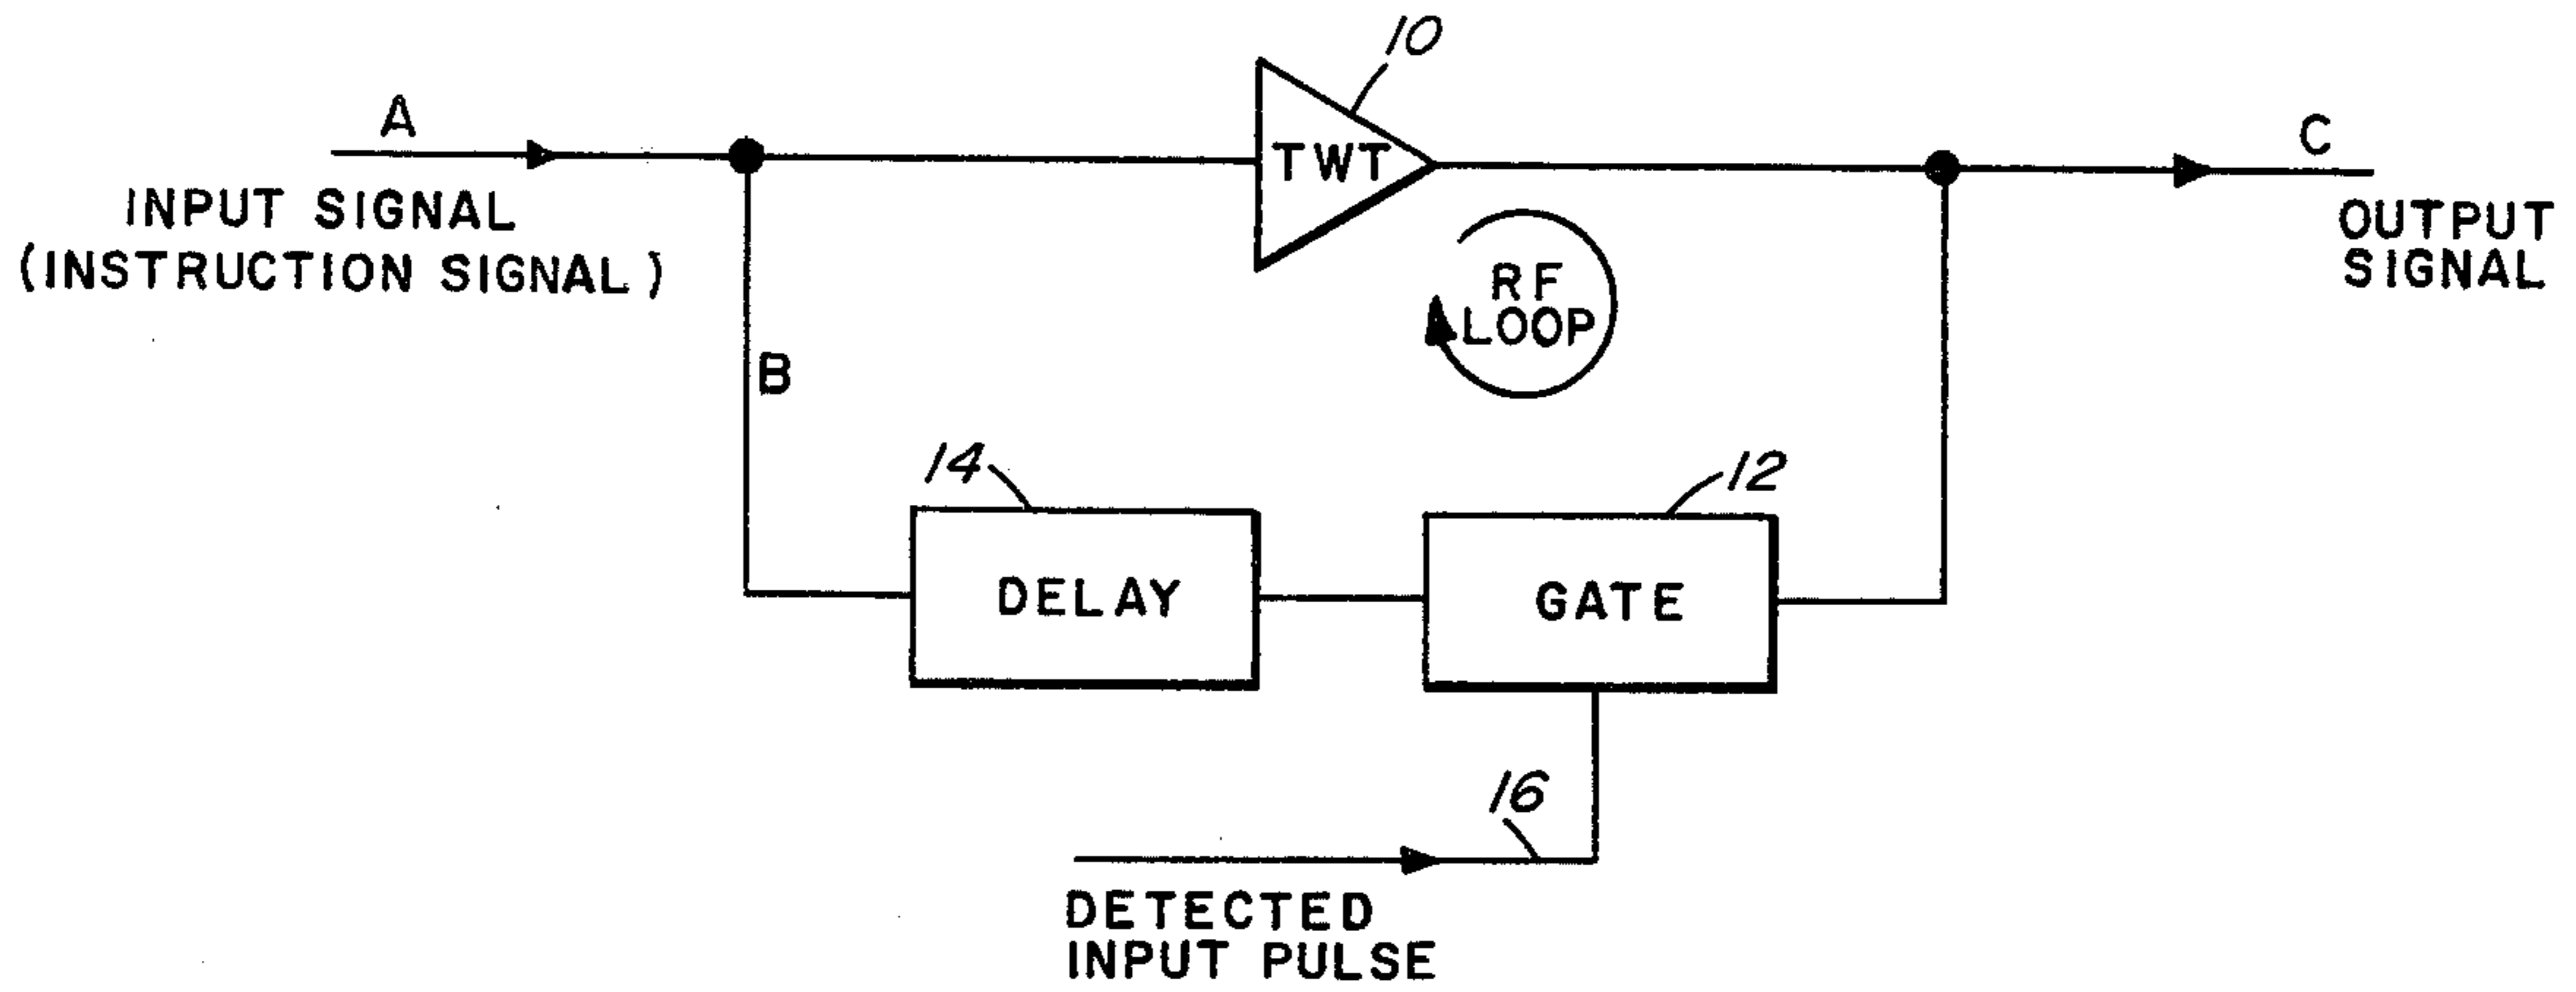 10
A
C
TWT
INPUT SIGNAL
(INSTRUCTION SIGNAL)
OUTPUT
SIGNAL
RF
LOOP
B
14
12
DELAY
GATE
16
DETECTED
INPUT PULSE